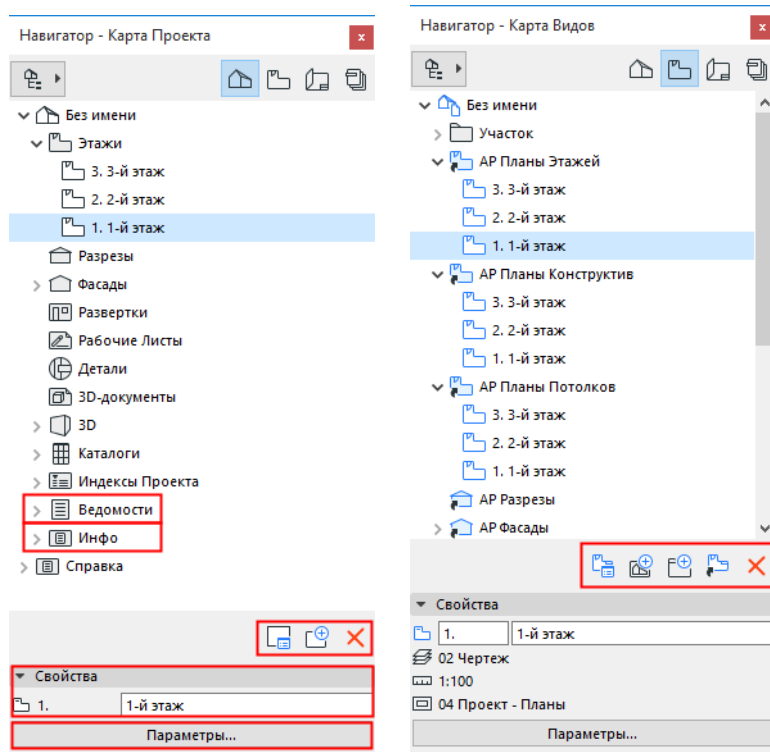 Навигатор - Карта Проекта
x
Без имени
Этажи
3. 3-й этаж
2. 2-й этаж
1. 1-й этаж
Разрезы
Фасады
Развертки
Рабочие Листы
Детали
3D-документы
3D
Каталоги
Индексы Проекта
Ведомости
Инфо
Справка
Свойства
1.
1-й этаж
Параметры...
Навигатор - Карта Видов
x
Без имени
Участок
АР Планы Этажей
3. 3-й этаж
2. 2-й этаж
1. 1-й этаж
АР Планы Конструктив
3. 3-й этаж
2. 2-й этаж
1. 1-й этаж
АР Планы Потолков
3. 3-й этаж
2. 2-й этаж
1. 1-й этаж
АР Разрезы
АР Фасады
Свойства
1.
1-й этаж
02 Чертеж
1:100
04 Проект - Планы
Параметры...